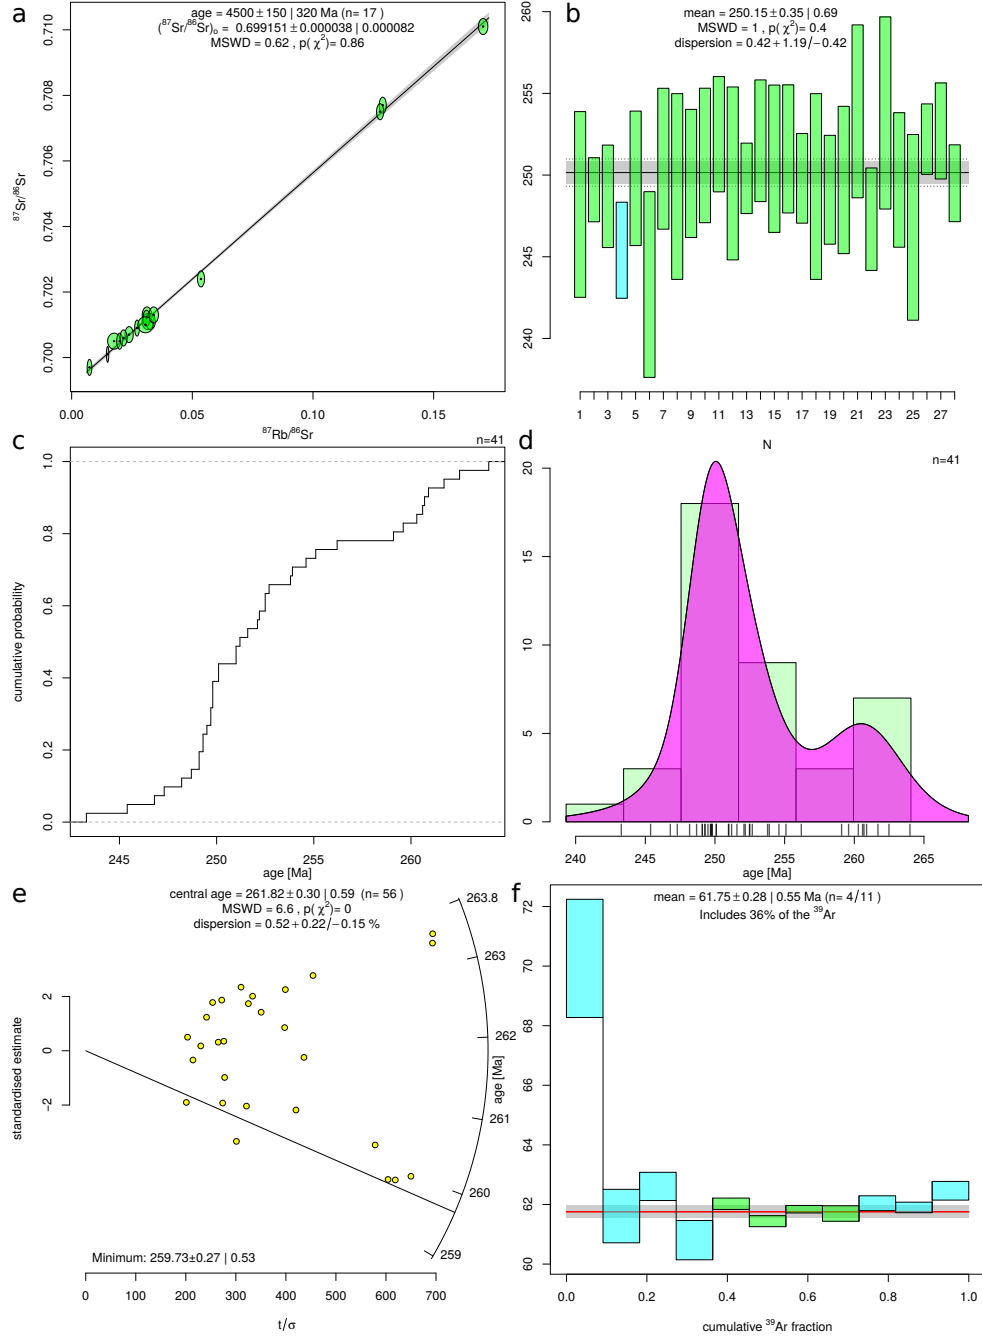 a
age = 4500±150 | 320 Ma (n= 17 )
(⁸⁷Sr/⁸⁶Sr)ₒ = 0.699151±0.000038 | 0.000082
MSWD = 0.62 , p( χ²)= 0.86
0.710
0.708
0.706
0.704
0.702
0.700
⁸⁷Sr/⁸⁶Sr
0.00 0.05 0.10 0.15
⁸⁷Rb/⁸⁶Sr
b
mean = 250.15±0.35 | 0.69
MSWD = 1 , p( χ²)= 0.4
dispersion = 0.42+1.19/−0.42
260
255
250
245
240
1 3 5 7 9 11 13 15 17 19 21 23 25 27
N
c
n=41
1.0
0.8
0.6
0.4
0.2
0.0
cumulative probability
245 250 255 260
age [Ma]
d
n=41
20
15
10
5
0
240 245 250 255 260 265
age [Ma]
e
central age = 261.82±0.30 | 0.59 (n= 56 )
MSWD = 6.6 , p( χ²)= 0
dispersion = 0.52+0.22/−0.15 %
263.8
263
262
261
260
259
age [Ma]
2
0
-2
standardised estimate
Minimum: 259.73±0.27 | 0.53
0 100 200 300 400 500 600 700
t/σ
f
mean = 61.75±0.28 | 0.55 Ma (n= 4/11 )
Includes 36% of the ³⁹Ar
72
70
68
66
64
62
60
0.0 0.2 0.4 0.6 0.8 1.0
cumulative ³⁹Ar fraction